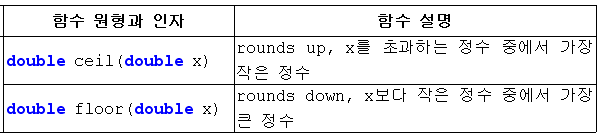 함수 원형과 인자
함수 설명
double ceil(double x)
rounds up, x를 초과하는 정수 중에서 가장
작은 정수
double floor(double x)
rounds down, x보다 작은 정수 중에서 가장
큰 정수